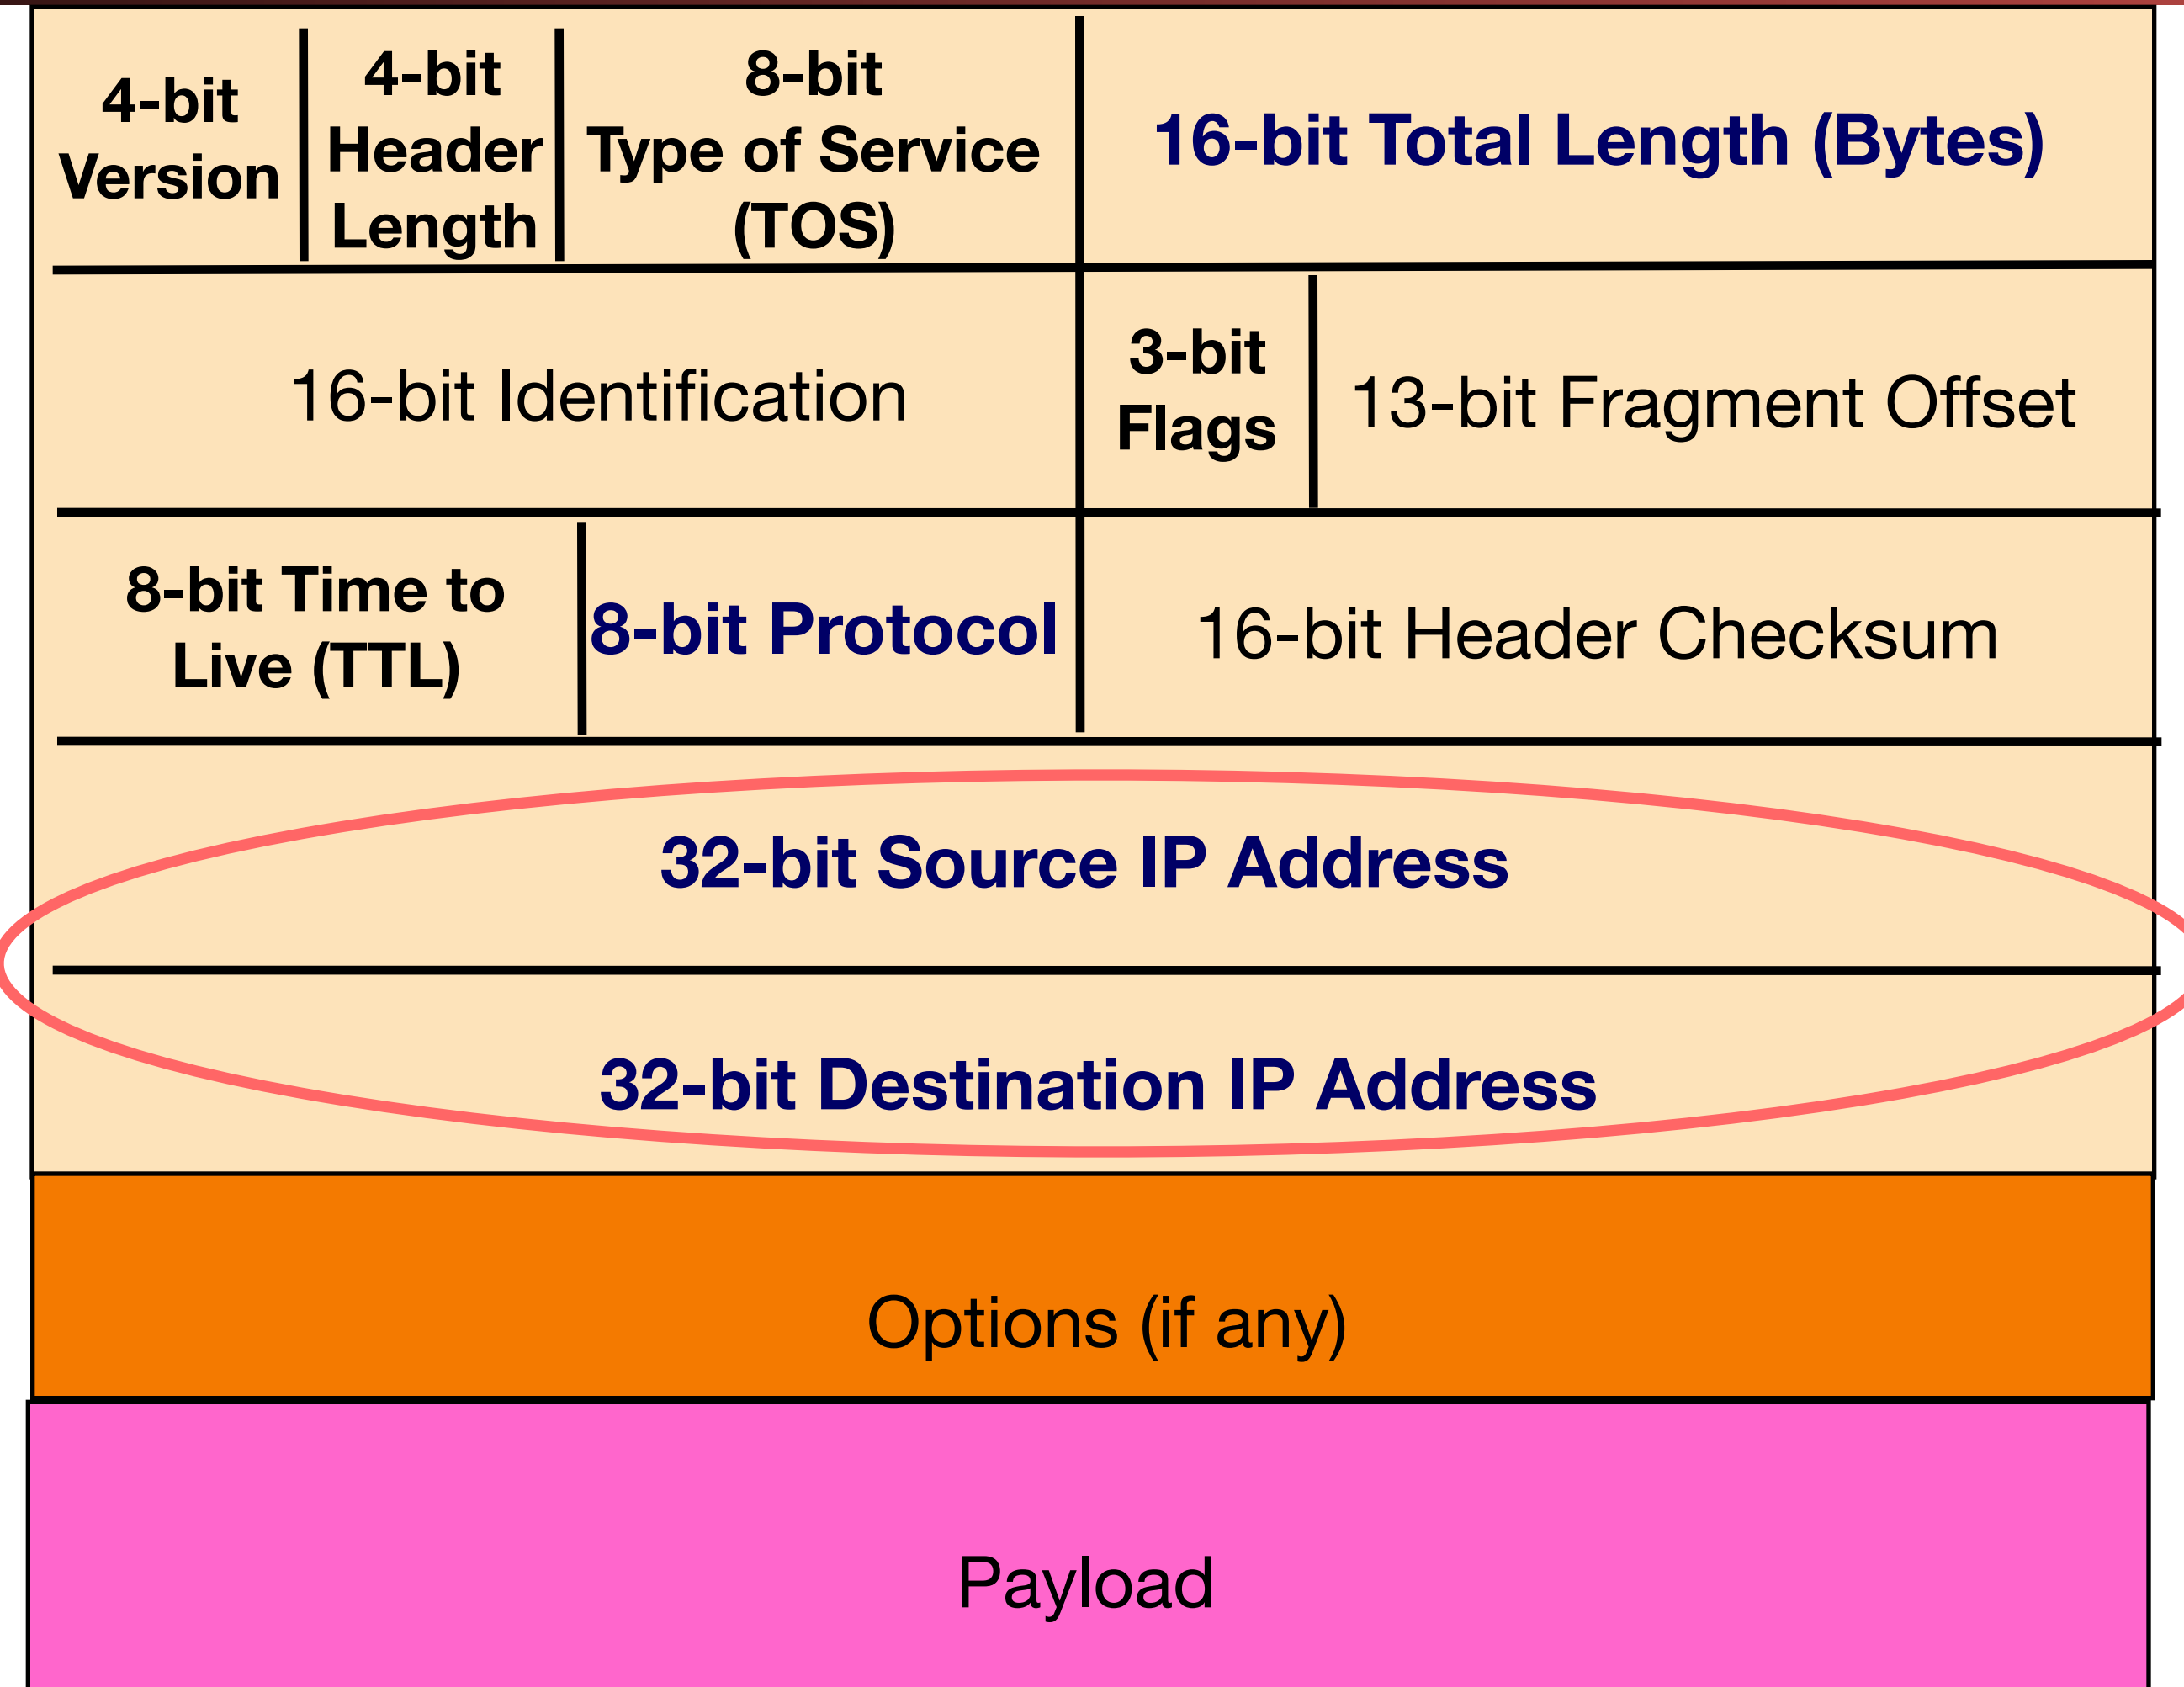 4-bit
Version
4-bit
Header
Length
8-bit
Type of Service
(TOS)
16-bit Total Length (Bytes)
16-bit Identification
3-bit
Flags
13-bit Fragment Offset
8-bit Time to
Live (TTL)
8-bit Protocol
16-bit Header Checksum
32-bit Source IP Address
32-bit Destination IP Address
Options (if any)
Payload